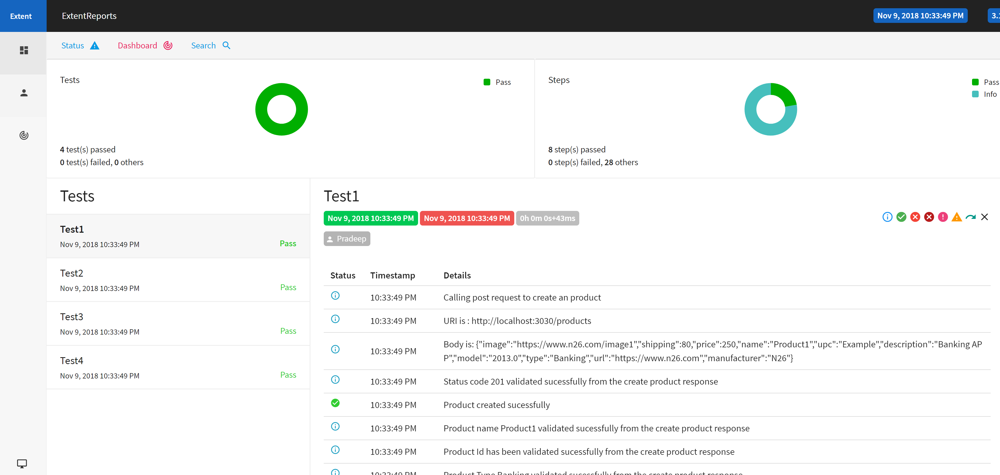 Extent
ExtentReports
Nov 9, 2018 10:33:49 PM
3.1
Status
Dashboard
Search
Tests
Pass
4 test(s) passed
0 test(s) failed, 0 others
Steps
Pass
Info
8 step(s) passed
0 step(s) failed, 28 others
Tests
Test1
Nov 9, 2018 10:33:49 PM
Pass
Test2
Nov 9, 2018 10:33:49 PM
Pass
Test3
Nov 9, 2018 10:33:49 PM
Pass
Test4
Nov 9, 2018 10:33:49 PM
Pass
Test1
Nov 9, 2018 10:33:49 PM Nov 9, 2018 10:33:49 PM 0h 0m 0s+43ms
Pradeep
Status Timestamp Details
10:33:49 PM Calling post request to create an product
10:33:49 PM URI is : http://localhost:3030/products
10:33:49 PM Body is: {"image":"https://www.n26.com/image1","shipping":80,"price":250,"name":"Product1","upc":"Example","description":"Banking AP
P","model":"2013.0","type":"Banking","url":"https://www.n26.com","manufacturer":"N26"}
10:33:49 PM Status code 201 validated sucessfully from the create product response
10:33:49 PM Product created sucessfully
10:33:49 PM Product name Product1 validated sucessfully from the create product response
10:33:49 PM Product Id has been validated sucessfully from the create product response
10:33:49 PM Product Type Banking validated sucessfully from the create product response